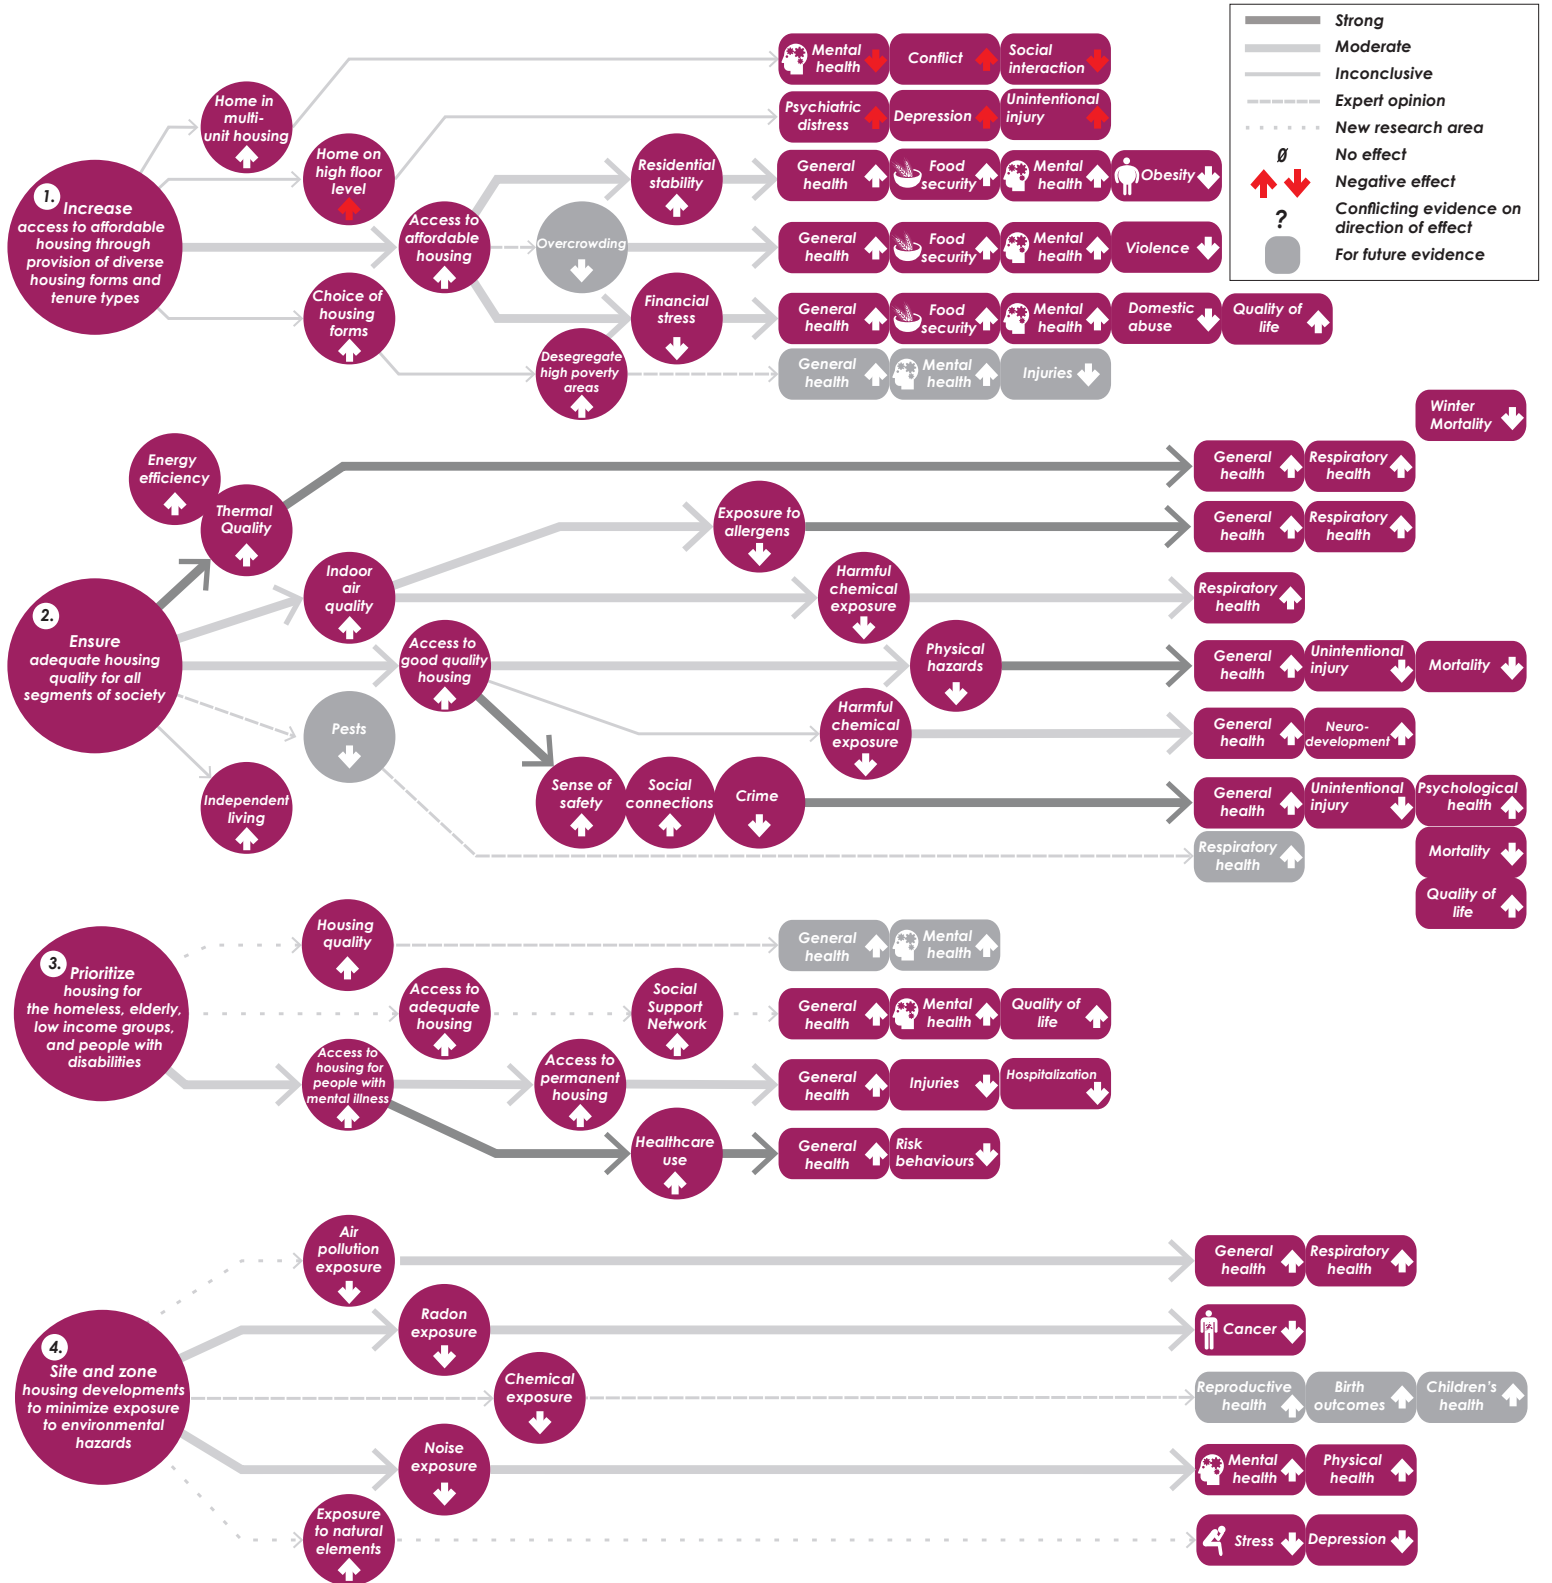 Strong
Moderate
Inconclusive
Expert opinion
New research area
Ø
No effect
Negative effect
?
Conflicting evidence on
direction of effect
For future evidence
1.
Increase
access to affordable
housing through
provision of diverse
housing forms and
tenure types
Home in
multi-
unit housing
Home on
high floor
level
Choice of
housing
forms
Access to
affordable
housing
Residential
stability
Overcrowding
Financial
stress
Desegregate
high poverty
areas
Mental
health
Conflict
Social
interaction
Psychiatric
distress
Depression
Unintentional
injury
General
health
Food
security
Mental
health
Obesity
General
health
Food
security
Mental
health
Violence
General
health
Food
security
Mental
health
Domestic
abuse
Quality of
life
General
health
Mental
health
Injuries
2.
Ensure
adequate housing
quality for all
segments of society
Energy
efficiency
Thermal
Quality
Indoor
air
quality
Access to
good quality
housing
Pests
Independent
living
Exposure to
allergens
Harmful
chemical
exposure
Physical
hazards
Harmful
chemical
exposure
Sense of
safety
Social
connections
Crime
Winter
Mortality
General
health
Respiratory
health
General
health
Respiratory
health
Respiratory
health
General
health
Unintentional
injury
Mortality
General
health
Neuro-
development
General
health
Unintentional
injury
Psychological
health
Respiratory
health
Mortality
Quality of
life
3.
Prioritize
housing for
the homeless, elderly,
low income groups,
and people with
disabilities
Housing
quality
Access to
adequate
housing
Social
Support
Network
Access to
housing for
people with
mental illness
Access to
permanent
housing
Healthcare
use
General
health
Mental
health
General
health
Mental
health
Quality of
life
General
health
Injuries
Hospitalization
General
health
Risk
behaviours
4.
Site and zone
housing developments
to minimize exposure
to environmental
hazards
Air
pollution
exposure
Radon
exposure
Chemical
exposure
Noise
exposure
Exposure
to natural
elements
General
health
Respiratory
health
Cancer
Reproductive
health
Birth
outcomes
Children's
health
Mental
health
Physical
health
Stress
Depression